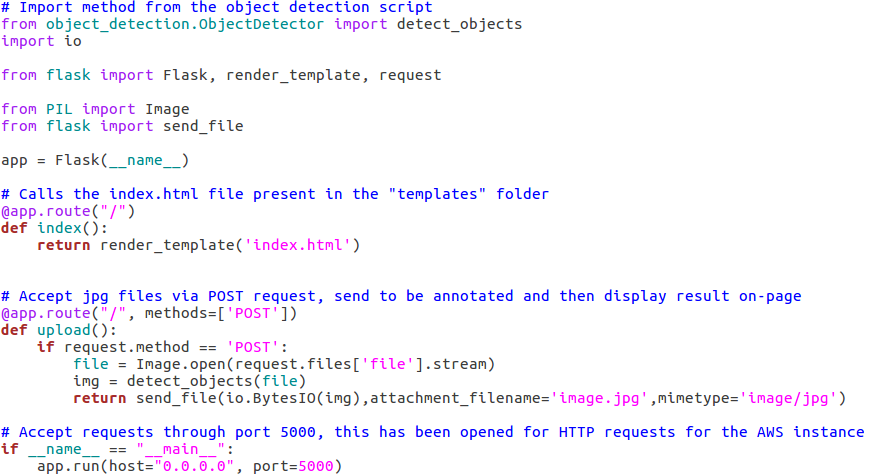 # Import method from the object detection script
from object_detection.ObjectDetector import detect_objects
import io

from flask import Flask, render_template, request

from PIL import Image
from flask import send_file

app = Flask(__name__)

# Calls the index.html file present in the "templates" folder
@app.route("/")
def index():
    return render_template('index.html')


# Accept jpg files via POST request, send to be annotated and then display result on-page
@app.route("/", methods=['POST'])
def upload():
    if request.method == 'POST':
        file = Image.open(request.files['file'].stream)
        img = detect_objects(file)
        return send_file(io.BytesIO(img),attachment_filename='image.jpg',mimetype='image/jpg')

# Accept requests through port 5000, this has been opened for HTTP requests for the AWS instance
if __name__ == "__main__":
    app.run(host="0.0.0.0", port=5000)